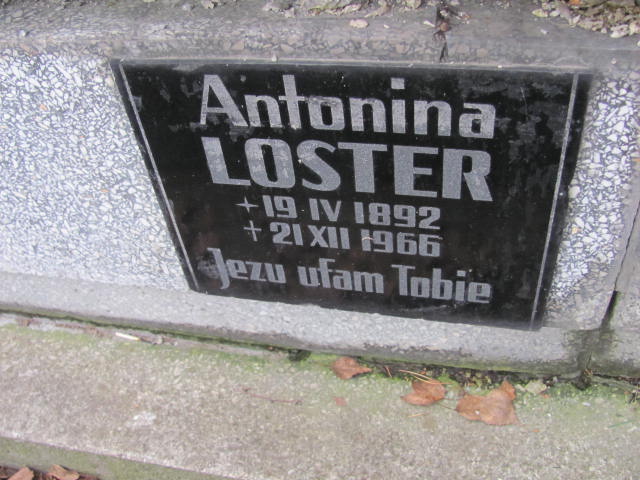 Antonina
LOSTER
+ 19 IV 1892
+ 21 XII 1966
Jezu ufam Tobie